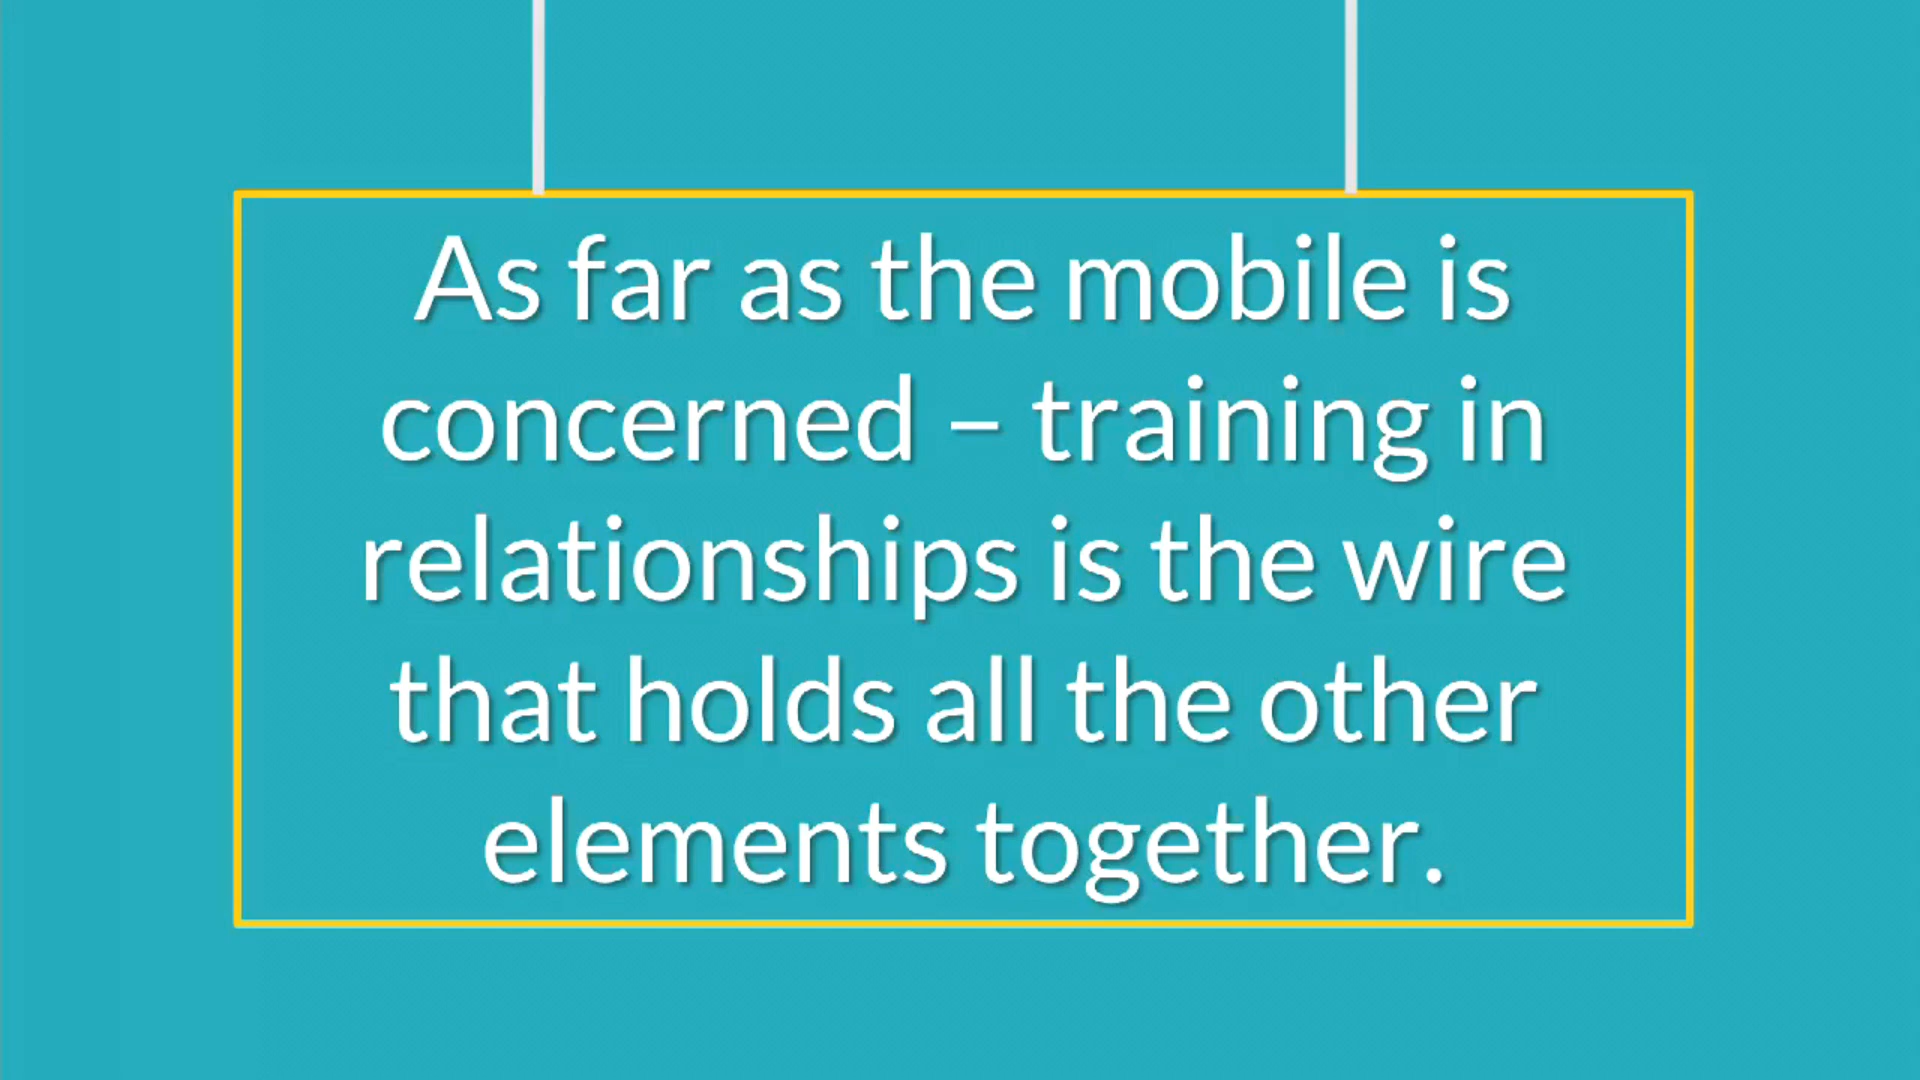 As far as the mobile is
concerned – training in
relationships is the wire
that holds all the other
elements together.